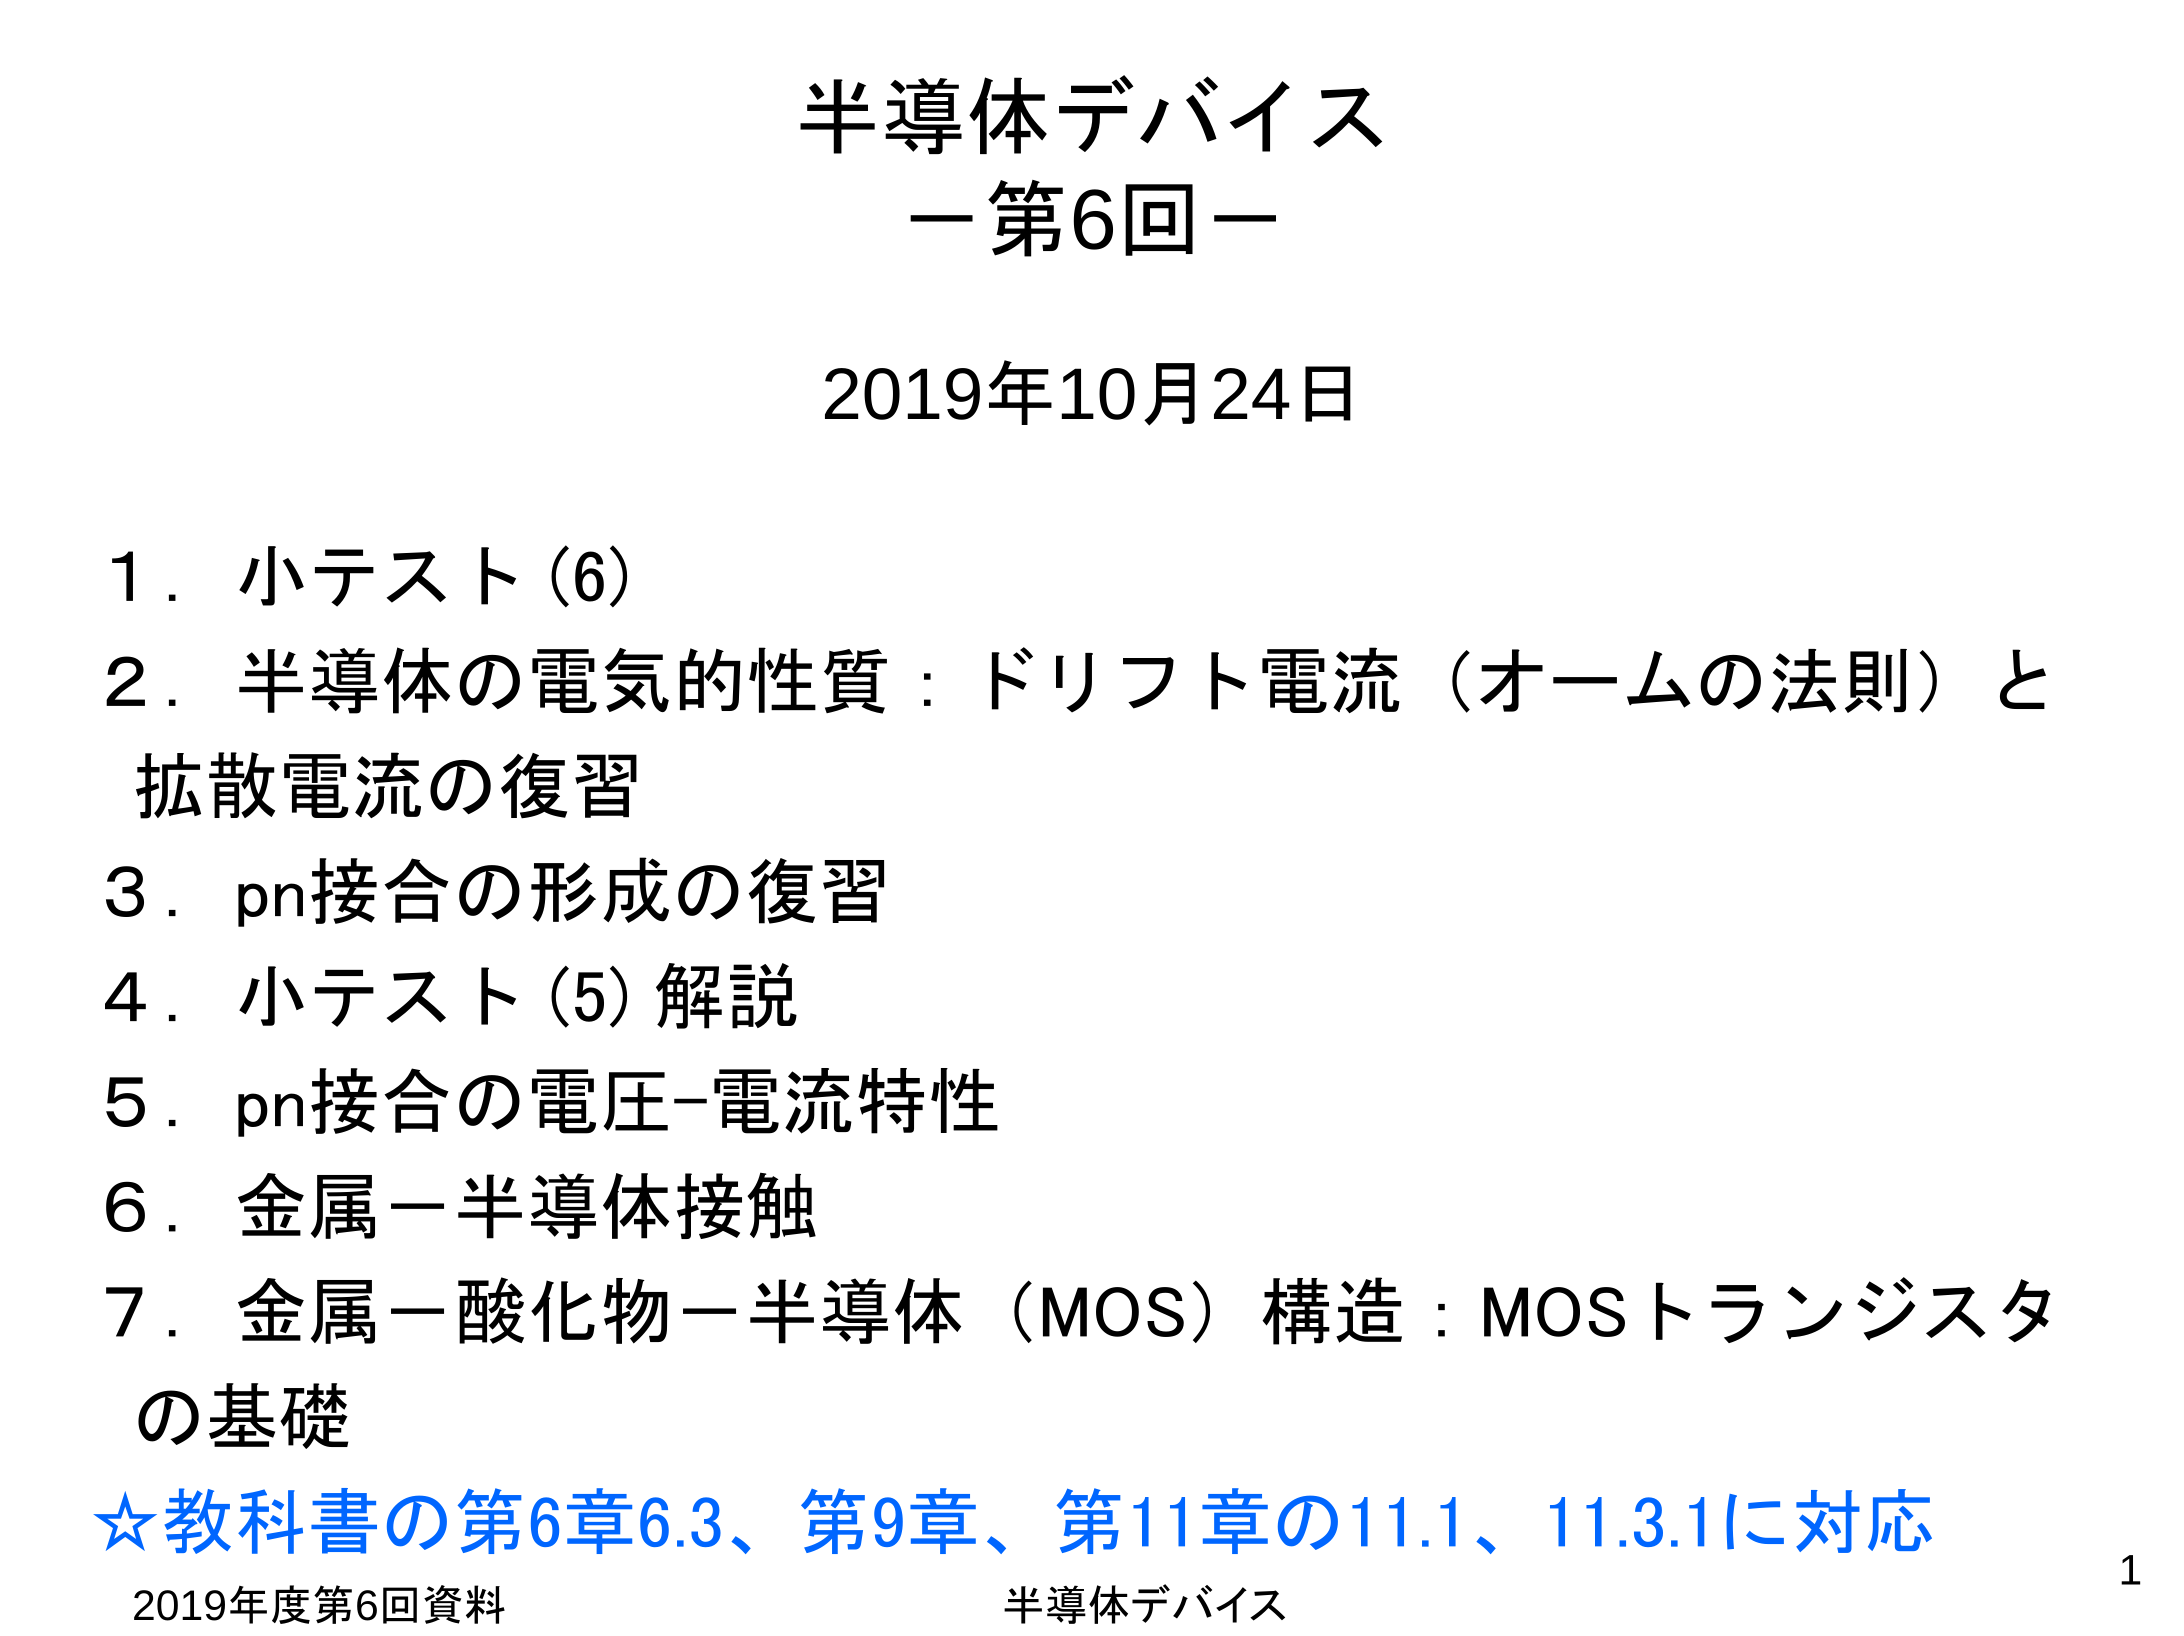 半導体デバイス
－第6回－
2019年10月24日
１. 小テスト(6)
２. 半導体の電気的性質：ドリフト電流（オームの法則）と
拡散電流の復習
３. pn接合の形成の復習
４. 小テスト(5)解説
５. pn接合の電圧−電流特性
６. 金属－半導体接触
７. 金属－酸化物－半導体（MOS）構造：MOSトランジスタ
の基礎
☆教科書の第6章6.3、第9章、第11章の11.1、11.3.1に対応
1
2019年度第6回資料
半導体デバイス